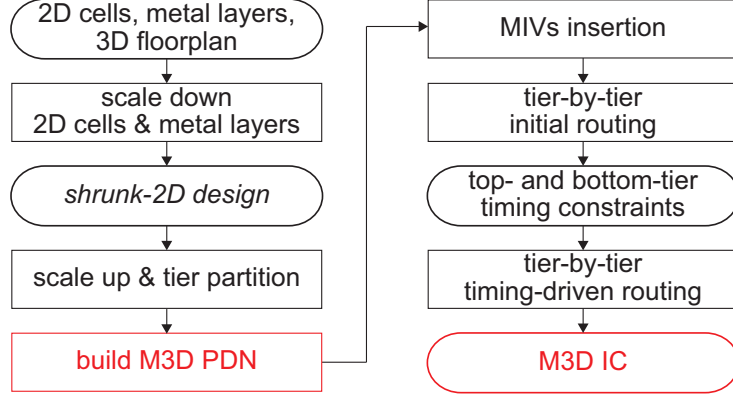 2D cells, metal layers,
3D floorplan
scale down
2D cells & metal layers
shrunk-2D design
scale up & tier partition
build M3D PDN
MIVs insertion
tier-by-tier
initial routing
top- and bottom-tier
timing constraints
tier-by-tier
timing-driven routing
M3D IC